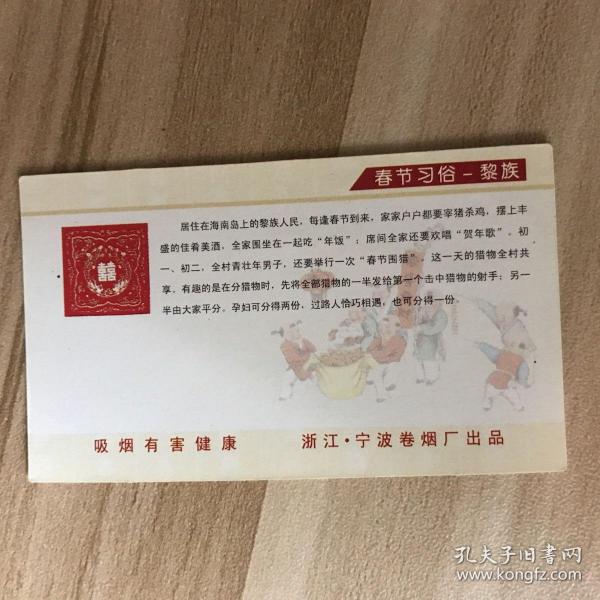 春节习俗－黎族
居住在海南岛上的黎族人民，每逢春节到来，家家户户都要宰猪杀鸡，摆上丰
盛的佳肴美酒，全家围坐在一起吃“年饭”；席间全家还要欢唱“贺年歌”。初
一、初二，全村青壮年男子，还要举行一次“春节围猎”，这一天的猎物全村共
享。有趣的是在分猎物时，先将全部猎物的一半发给第一个击中猎物的射手；另一
半由大家平分。孕妇可分得两份，过路人恰巧相遇，也可分得一份。
囍
吸烟有害健康
浙江·宁波卷烟厂出品
孔夫子旧书网
www.kongfz.com